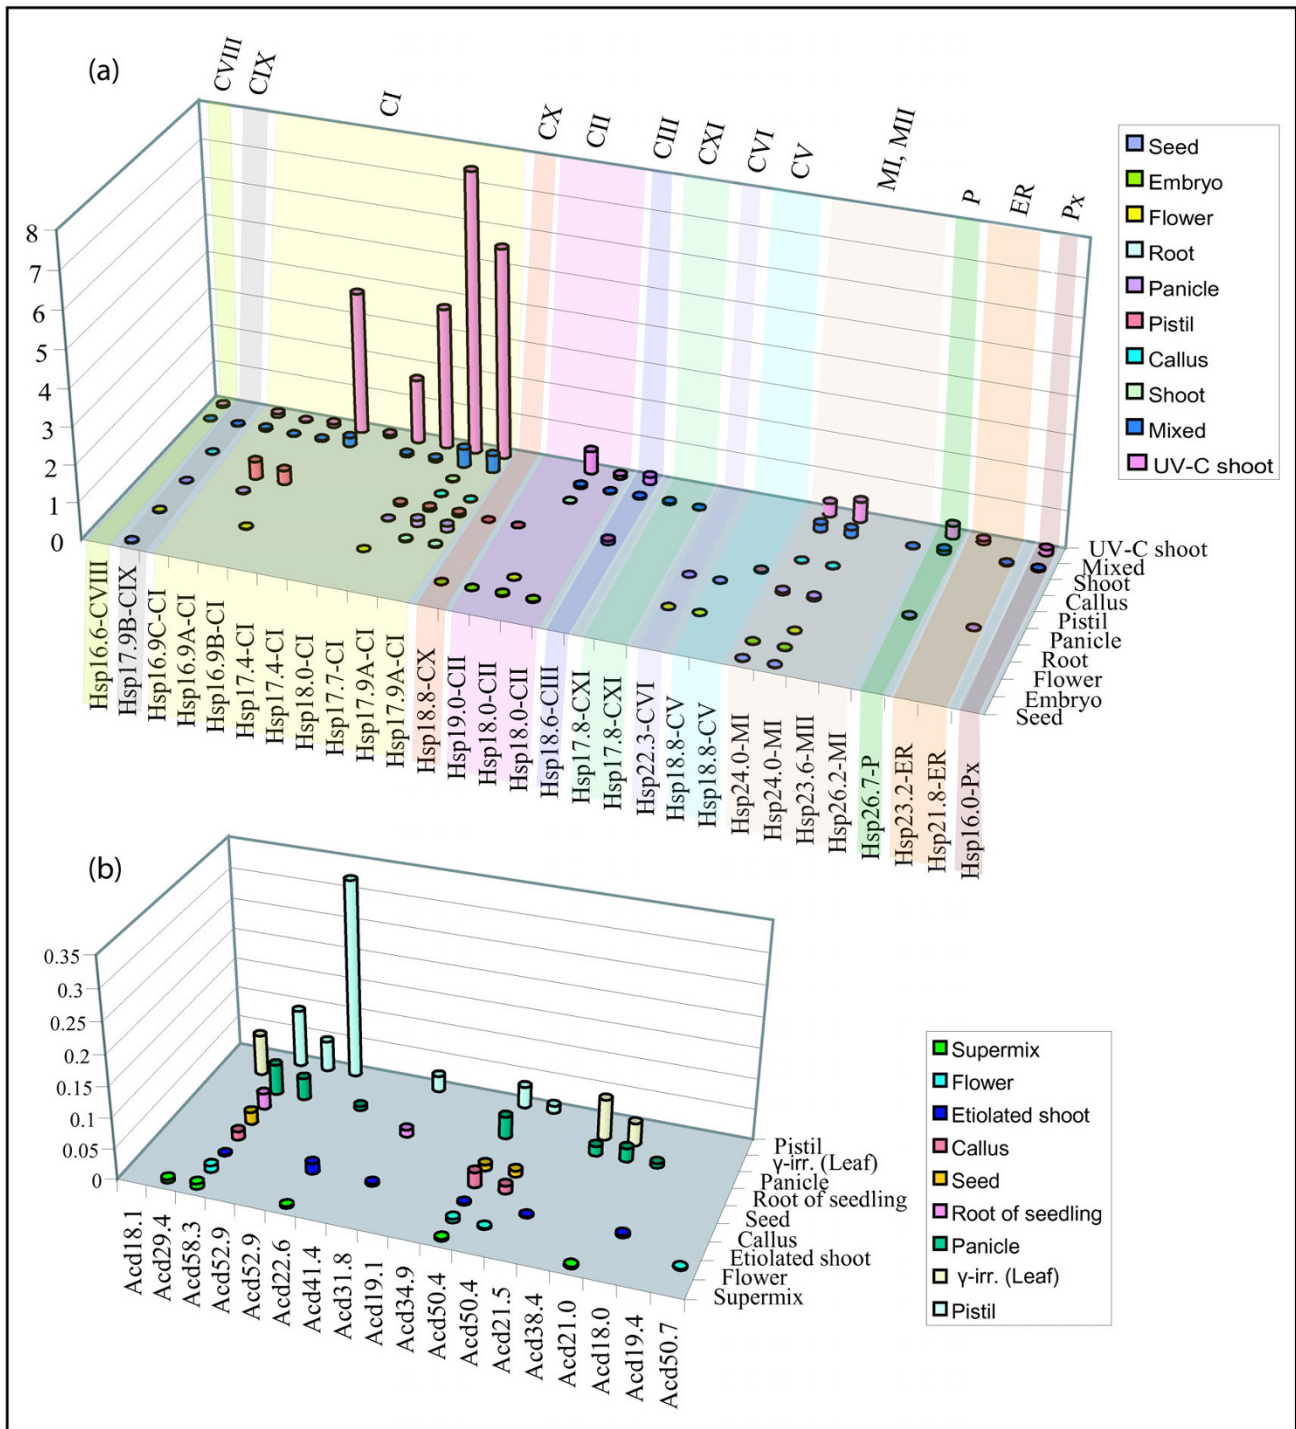 (a)
CVIII
CIX
CI
CX
CII
CIII
CXI
CVI
CV
MI, MII
P
ER
Px
8
7
6
5
4
3
2
1
0
Seed
Embryo
Flower
Root
Panicle
Pistil
Callus
Shoot
Mixed
UV-C shoot
UV-C shoot
Mixed
Shoot
Callus
Pistil
Panicle
Root
Flower
Embryo
Seed
Hsp16.6-CVIII
Hsp17.9B-CIX
Hsp16.9C-CI
Hsp16.9A-CI
Hsp16.9B-CI
Hsp17.4-CI
Hsp17.4-CI
Hsp18.0-CI
Hsp17.7-CI
Hsp17.9A-CI
Hsp17.9A-CI
Hsp18.8-CX
Hsp19.0-CII
Hsp18.0-CII
Hsp18.0-CII
Hsp18.6-CIII
Hsp17.8-CXI
Hsp17.8-CXI
Hsp22.3-CVI
Hsp18.8-CV
Hsp18.8-CV
Hsp24.0-MI
Hsp24.0-MI
Hsp23.6-MII
Hsp26.2-MI
Hsp26.7-P
Hsp23.2-ER
Hsp21.8-ER
Hsp16.0-Px
(b)
0.35
0.3
0.25
0.2
0.15
0.1
0.05
0
Pistil
γ-irr. (Leaf)
Panicle
Root of seedling
Seed
Callus
Etiolated shoot
Flower
Supermix
Acd18.1
Acd29.4
Acd58.3
Acd52.9
Acd52.9
Acd22.6
Acd41.4
Acd31.8
Acd19.1
Acd34.9
Acd50.4
Acd50.4
Acd21.5
Acd38.4
Acd21.0
Acd18.0
Acd19.4
Acd50.7
Supermix
Flower
Etiolated shoot
Callus
Seed
Root of seedling
Panicle
γ-irr. (Leaf)
Pistil